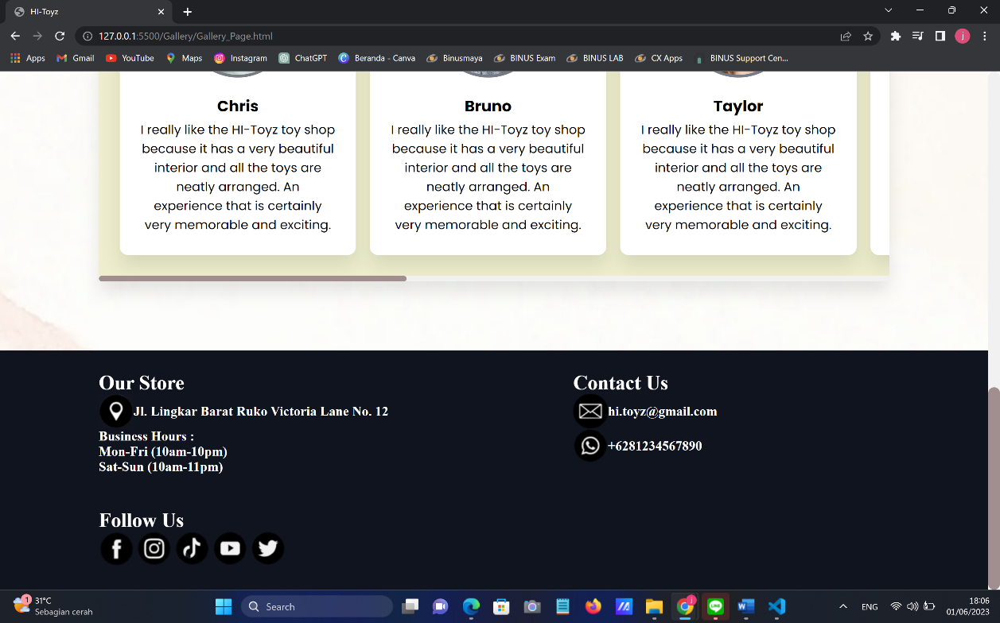 HI-Toyz
127.0.0.1:5500/Gallery/Gallery_Page.html
j
Apps Gmail YouTube Maps Instagram ChatGPT Beranda - Canva Binusmaya BINUS Exam BINUS LAB CX Apps BINUS Support Cen...
Chris
I really like the HI-Toyz toy shop
because it has a very beautiful
interior and all the toys are
neatly arranged. An
experience that is certainly
very memorable and exciting.
Bruno
I really like the HI-Toyz toy shop
because it has a very beautiful
interior and all the toys are
neatly arranged. An
experience that is certainly
very memorable and exciting.
Taylor
I really like the HI-Toyz toy shop
because it has a very beautiful
interior and all the toys are
neatly arranged. An
experience that is certainly
very memorable and exciting.
Our Store
Jl. Lingkar Barat Ruko Victoria Lane No. 12
Business Hours :
Mon-Fri (10am-10pm)
Sat-Sun (10am-11pm)
Contact Us
hi.toyz@gmail.com
+6281234567890
Follow Us
1
31°C
Sebagian cerah
Search
ENG
18:06
01/06/2023